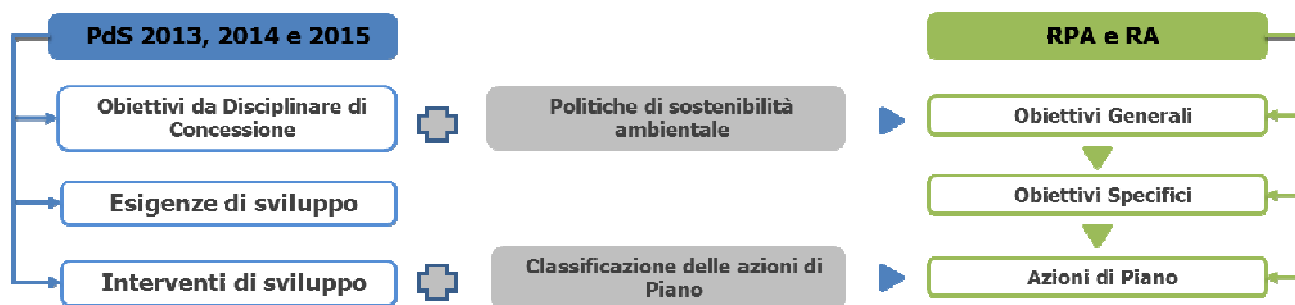 PdS 2013, 2014 e 2015
RPA e RA
Obiettivi da Disciplinare di
Concessione
Politiche di sostenibilità
ambientale
Obiettivi Generali
Esigenze di sviluppo
Obiettivi Specifici
Interventi di sviluppo
Classificazione delle azioni di
Piano
Azioni di Piano